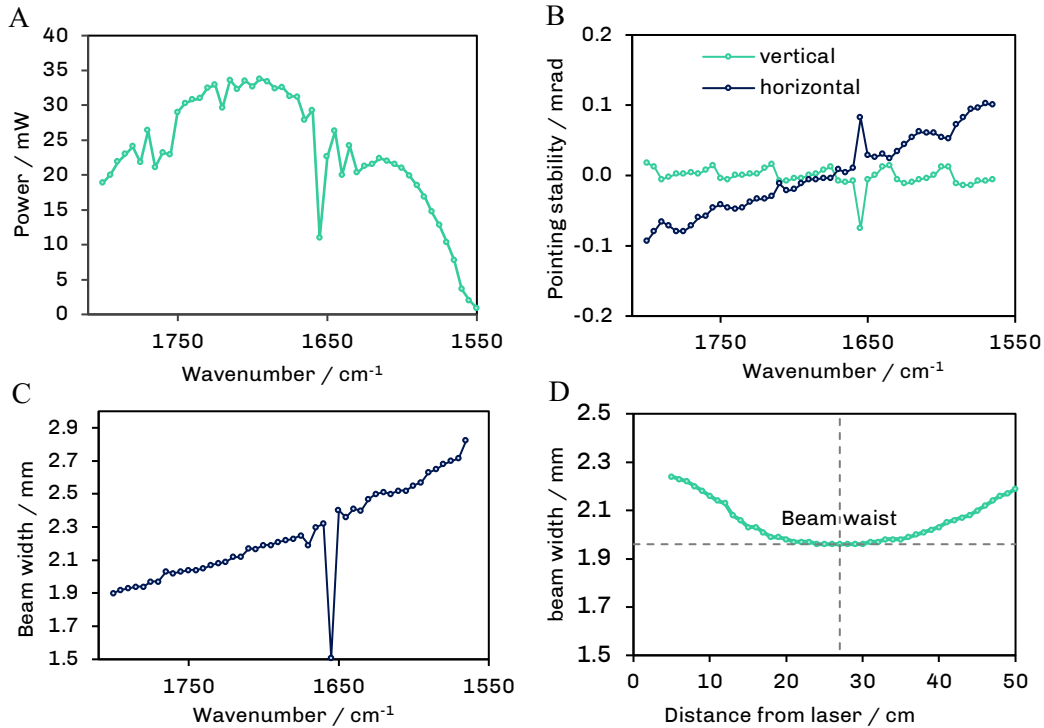 A
40
35
30
25
20
15
10
5
0
Power / mW
1750
1650
1550
Wavenumber / cm⁻¹
B
vertical
horizontal
0.2
0.1
0.0
-0.1
-0.2
Pointing stability / mrad
1750
1650
1550
Wavenumber / cm⁻¹
C
2.9
2.7
2.5
2.3
2.1
1.9
1.7
1.5
Beam width / mm
1750
1650
1550
Wavenumber / cm⁻¹
D
2.5
2.3
2.1
1.9
1.7
1.5
beam width / mm
Beam waist
0
10
20
30
40
50
Distance from laser / cm